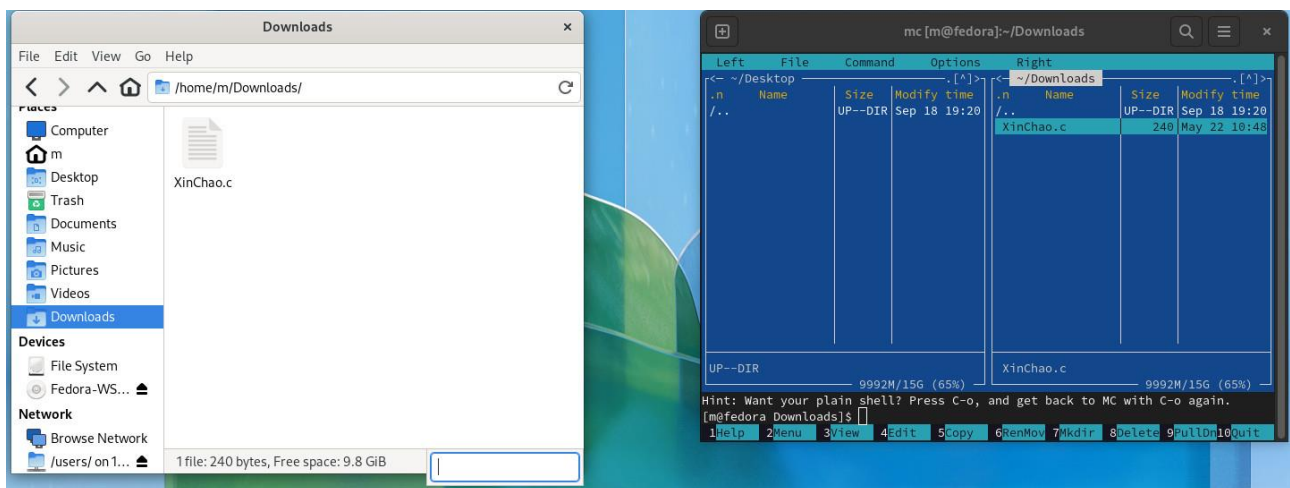 Downloads
×
File Edit View Go Help
/home/m/Downloads/
Places
Computer
m
Desktop
Trash
Documents
Music
Pictures
Videos
Downloads
Devices
File System
Fedora-WS...
Network
Browse Network
/users/ on 1...
XinChao.c
1 file: 240 bytes, Free space: 9.8 GiB
mc [m@fedora]:~/Downloads
×
Left File Command Options Right
<— ~/Desktop —.[^]>
.n Name Size Modify time
/.. UP--DIR Sep 18 19:20
UP--DIR
9992M/15G (65%)
<— ~/Downloads —.[^]>
.n Name Size Modify time
/.. UP--DIR Sep 18 19:20
XinChao.c 240 May 22 10:48
XinChao.c
9992M/15G (65%)
Hint: Want your plain shell? Press C-o, and get back to MC with C-o again.
[m@fedora Downloads]$
1Help 2Menu 3View 4Edit 5Copy 6RenMov 7Mkdir 8Delete 9PullDn10Quit